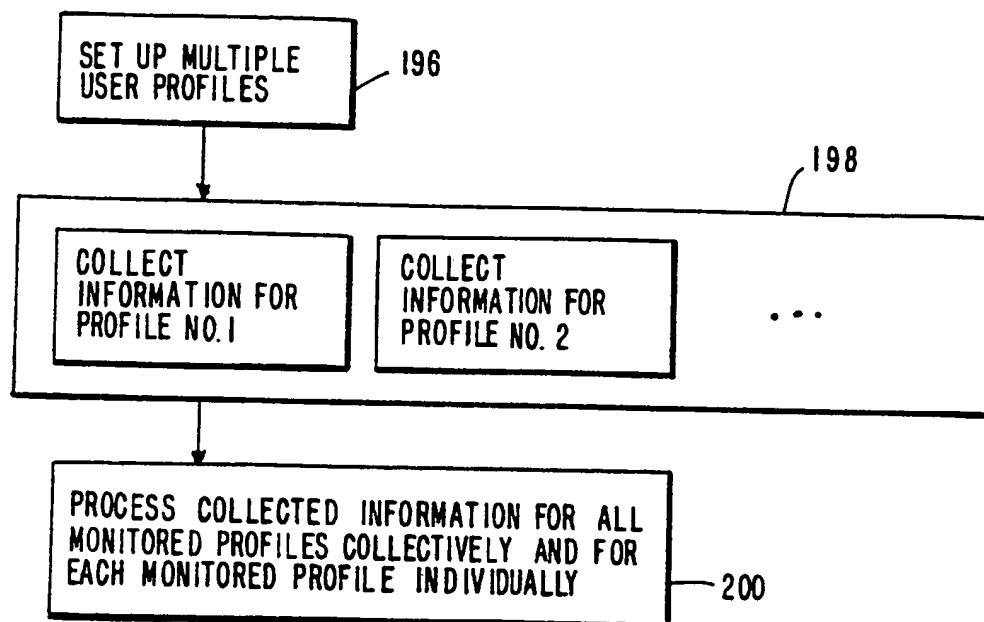 SET UP MULTIPLE
USER PROFILES
196
198
COLLECT
INFORMATION FOR
PROFILE NO. 1
COLLECT
INFORMATION FOR
PROFILE NO. 2
...
PROCESS COLLECTED INFORMATION FOR ALL
MONITORED PROFILES COLLECTIVELY AND FOR
EACH MONITORED PROFILE INDIVIDUALLY
200